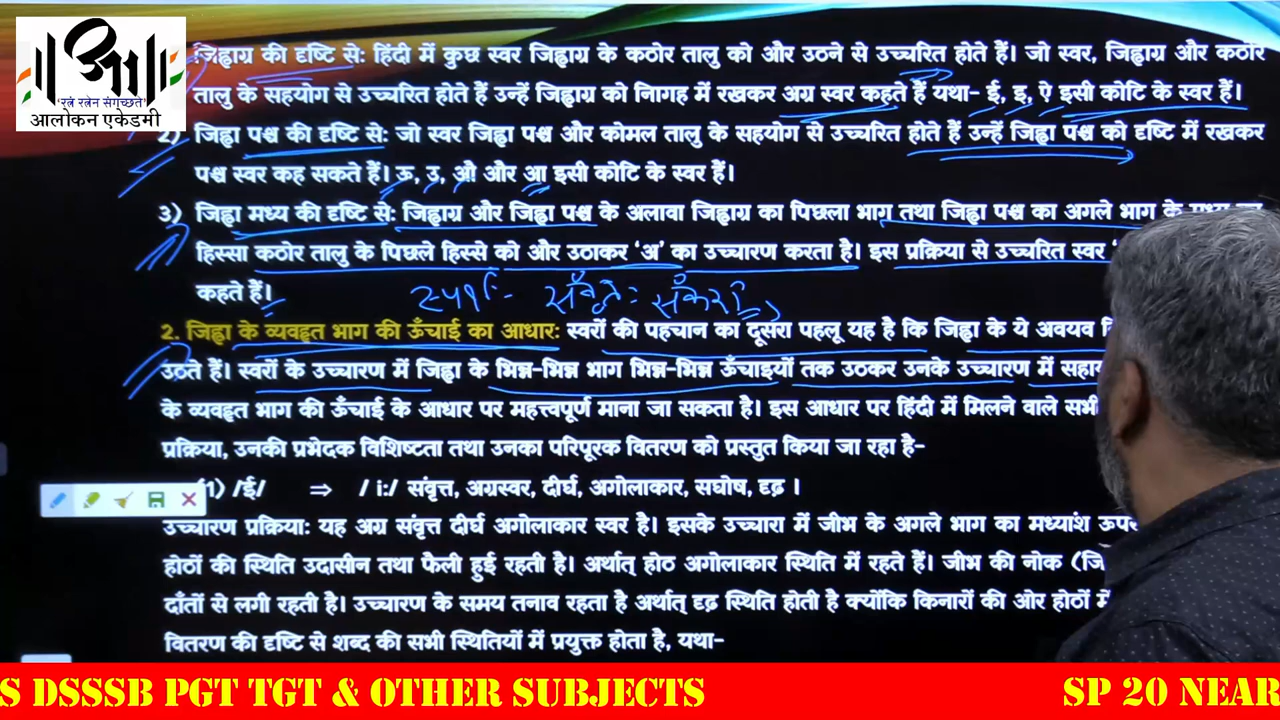 'रत्नं रत्नेन संगच्छते'
आलोकन एकेडमी
जिह्वाग्र की दृष्टि से: हिंदी में कुछ स्वर जिह्वाग्र के कठोर तालु को और उठने से उच्चरित होते हैं। जो स्वर, जिह्वाग्र और कठोर
तालु के सहयोग से उच्चरित होते हैं उन्हें जिह्वाग्र को निागह में रखकर अग्र स्वर कहते हैं यथा- ई, इ, ऐ इसी कोटि के स्वर हैं।
2) जिह्वा पश्च की दृष्टि से: जो स्वर जिह्वा पश्च और कोमल तालु के सहयोग से उच्चरित होते हैं उन्हें जिह्वा पश्च को दृष्टि में रखकर
पश्च स्वर कह सकते हैं। ऊ, उ, औ और आ इसी कोटि के स्वर हैं।
3) जिह्वा मध्य की दृष्टि से: जिह्वाग्र और जिह्वा पश्च के अलावा जिह्वाग्र का पिछला भाग तथा जिह्वा पश्च का अगले भाग के
हिस्सा कठोर तालु के पिछले हिस्से को और उठाकर 'अ' का उच्चारण करता है। इस प्रक्रिया से उच्चरित स्वर
कहते हैं।
2. जिह्वा के व्यवहृत भाग की ऊँचाई का आधार: स्वरों की पहचान का दूसरा पहलू यह है कि जिह्वा के ये अवयव
उठते हैं। स्वरों के उच्चारण में जिह्वा के भिन्न-भिन्न भाग भिन्न-भिन्न ऊँचाइयों तक उठकर उनके उच्चारण में
के व्यवहृत भाग की ऊँचाई के आधार पर महत्त्वपूर्ण माना जा सकता है। इस आधार पर हिंदी में मिलने वाले सभी
प्रक्रिया, उनकी प्रभेदक विशिष्टता तथा उनका परिपूरक वितरण को प्रस्तुत किया जा रहा है-
(1) /ई/ ⇒ / i:/ संवृत्त, अग्रस्वर, दीर्घ, अगोलाकार, सघोष, दृढ़ ।
उच्चारण प्रक्रिया: यह अग्र संवृत्त दीर्घ अगोलाकार स्वर है। इसके उच्चारा में जीभ के अगले भाग का मध्यांश
होठों की स्थिति उदासीन तथा फैली हुई रहती है। अर्थात् होठ अगोलाकार स्थिति में रहते हैं। जीभ की नोक
दाँतों से लगी रहती है। उच्चारण के समय तनाव रहता है अर्थात् दृढ़ स्थिति होती है क्योंकि किनारों की ओर होठों में
वितरण की दृष्टि से शब्द की सभी स्थितियों में प्रयुक्त होता है, यथा-
S DSSSB PGT TGT & OTHER SUBJECTS SP 20 NEAR